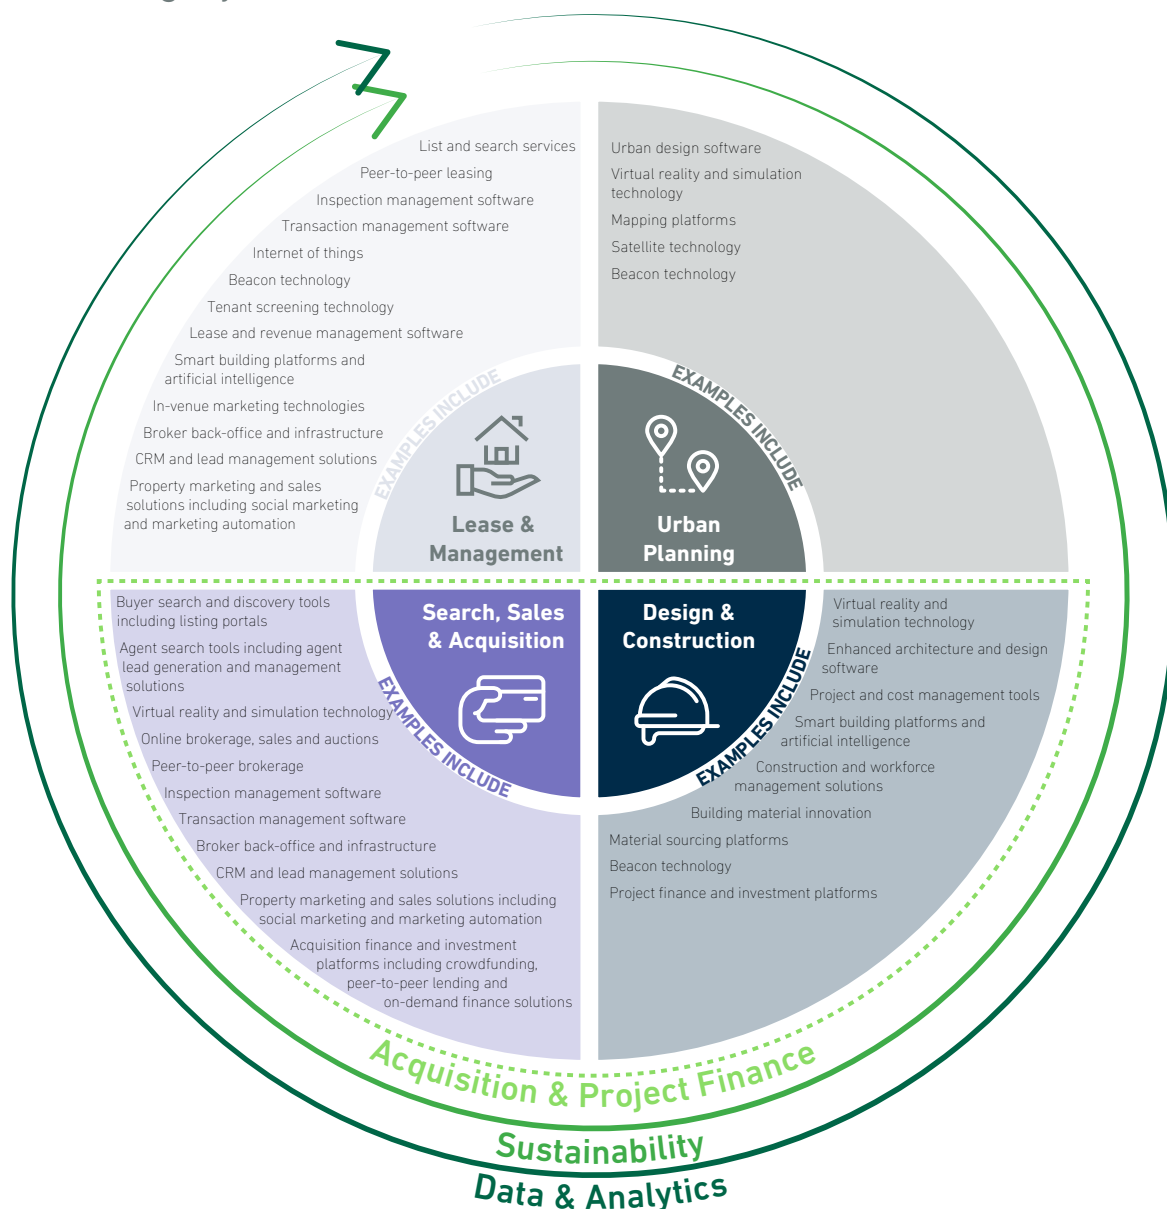 List and search services
Peer-to-peer leasing
Inspection management software
Transaction management software
Internet of things
Beacon technology
Tenant screening technology
Lease and revenue management software
Smart building platforms and
artificial intelligence
In-venue marketing technologies
Broker back-office and infrastructure
CRM and lead management solutions
Property marketing and sales
solutions including social marketing
and marketing automation
EXAMPLES INCLUDE
Lease &
Management
Urban design software
Virtual reality and simulation
technology
Mapping platforms
Satellite technology
Beacon technology
EXAMPLES INCLUDE
Urban
Planning
Buyer search and discovery tools
including listing portals
Agent search tools including agent
lead generation and management
solutions
Virtual reality and simulation technology
Online brokerage, sales and auctions
Peer-to-peer brokerage
Inspection management software
Transaction management software
Broker back-office and infrastructure
CRM and lead management solutions
Property marketing and sales solutions including
social marketing and marketing automation
Acquisition finance and investment
platforms including crowdfunding,
peer-to-peer lending and
on-demand finance solutions
Search, Sales
& Acquisition
EXAMPLES INCLUDE
Design &
Construction
EXAMPLES INCLUDE
Virtual reality and
simulation technology
Enhanced architecture and design
software
Project and cost management tools
Smart building platforms and
artificial intelligence
Construction and workforce
management solutions
Building material innovation
Material sourcing platforms
Beacon technology
Project finance and investment platforms
Acquisition & Project Finance
Sustainability
Data & Analytics